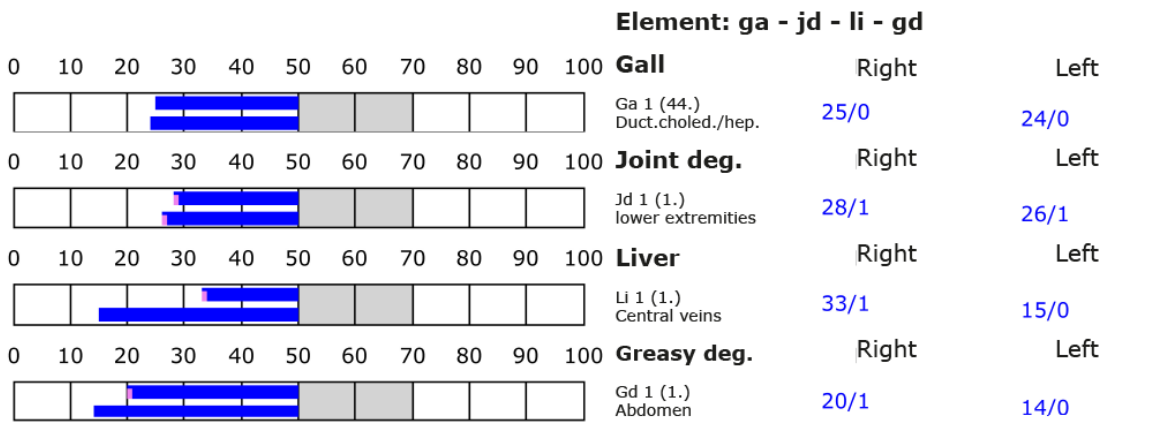 Element: ga - jd - li - gd
0 10 20 30 40 50 60 70 80 90 100 Gall Right Left
Ga 1 (44.) 25/0 24/0
Duct.choled./hep.
0 10 20 30 40 50 60 70 80 90 100 Joint deg. Right Left
Jd 1 (1.) 28/1 26/1
lower extremities
0 10 20 30 40 50 60 70 80 90 100 Liver Right Left
Li 1 (1.) 33/1 15/0
Central veins
0 10 20 30 40 50 60 70 80 90 100 Greasy deg. Right Left
Gd 1 (1.) 20/1 14/0
Abdomen